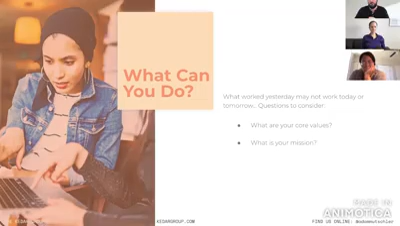 What Can
You Do?
What worked yesterday may not work today or
tomorrow.. Questions to consider:
● What are your core values?
● What is your mission?
MADE IN
ANIMOTICA
KEDARGROUP.COM
FIND US ONLINE: